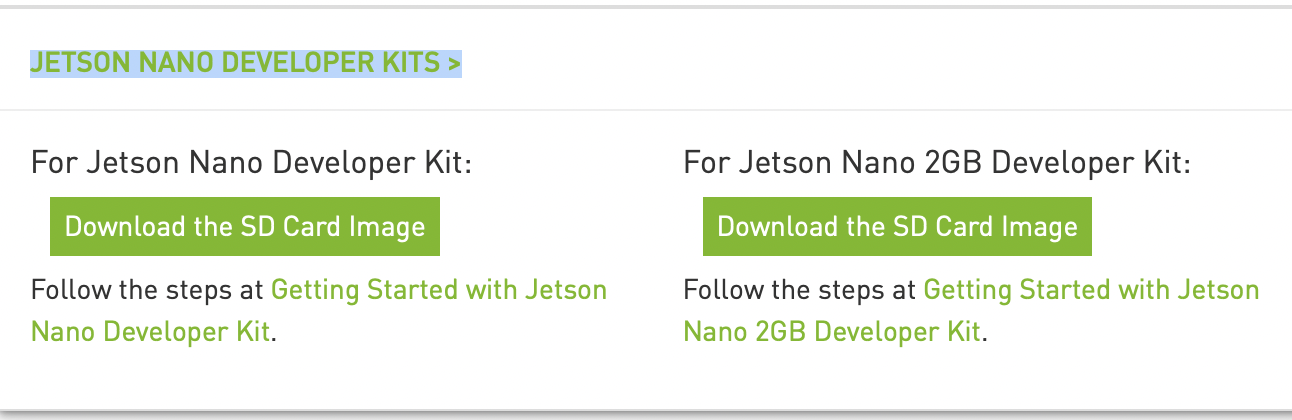 JETSON NANO DEVELOPER KITS >
For Jetson Nano Developer Kit:
Download the SD Card Image
Follow the steps at Getting Started with Jetson
Nano Developer Kit.
For Jetson Nano 2GB Developer Kit:
Download the SD Card Image
Follow the steps at Getting Started with Jetson
Nano 2GB Developer Kit.